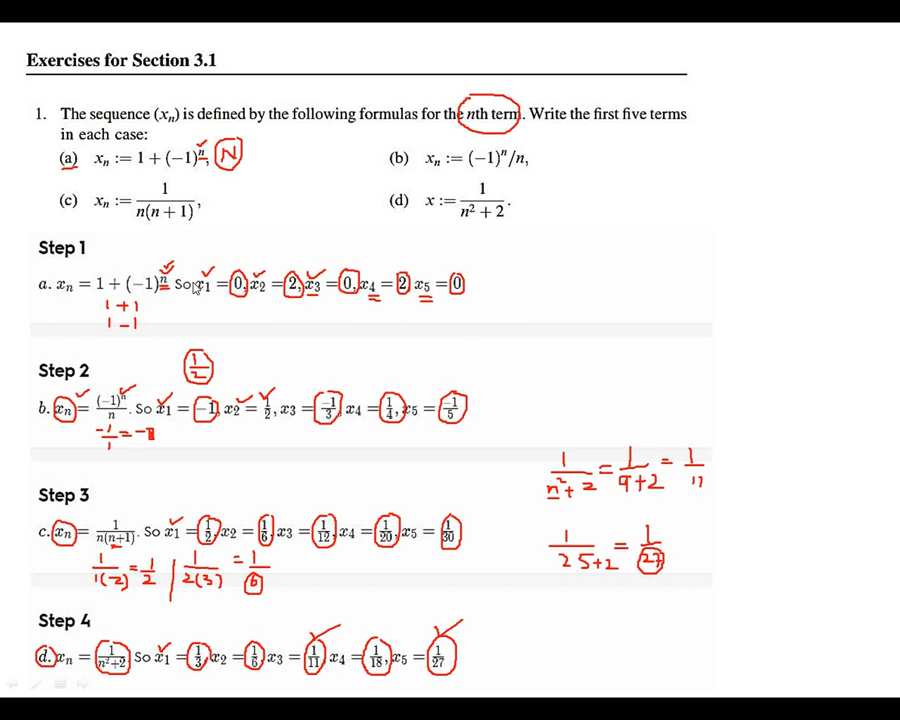 Exercises for Section 3.1
1. The sequence (xₙ) is defined by the following formulas for the nth term. Write the first five terms
in each case:
(a) xₙ := 1 + (−1)ⁿ, N (b) xₙ := (−1)ⁿ/n,
(c) xₙ := 1/n(n + 1), (d) x := 1/n² + 2.
Step 1
a. xₙ = 1 + (−1)ⁿ So x₁ = 0, x₂ = 2, x₃ = 0, x₄ = 2 x₅ = 0
1 + 1
1 − 1
1/2
Step 2
b. xₙ = (−1)ⁿ/n. So x₁ = −1, x₂ = 1/2, x₃ = −1/3, x₄ = 1/4, x₅ = −1/5
−1/1 = −1
1/n² + 2 = 1/9 + 2 = 1/11
Step 3
c. xₙ = 1/n(n+1). So x₁ = 1/2, x₂ = 1/6, x₃ = 1/12, x₄ = 1/20, x₅ = 1/30
1/1(2) = 1/2 | 1/2(3) = 1/6
1/25+2 = 1/27
Step 4
d. xₙ = 1/n²+2. So x₁ = 1/3, x₂ = 1/6, x₃ = 1/11, x₄ = 1/18, x₅ = 1/27